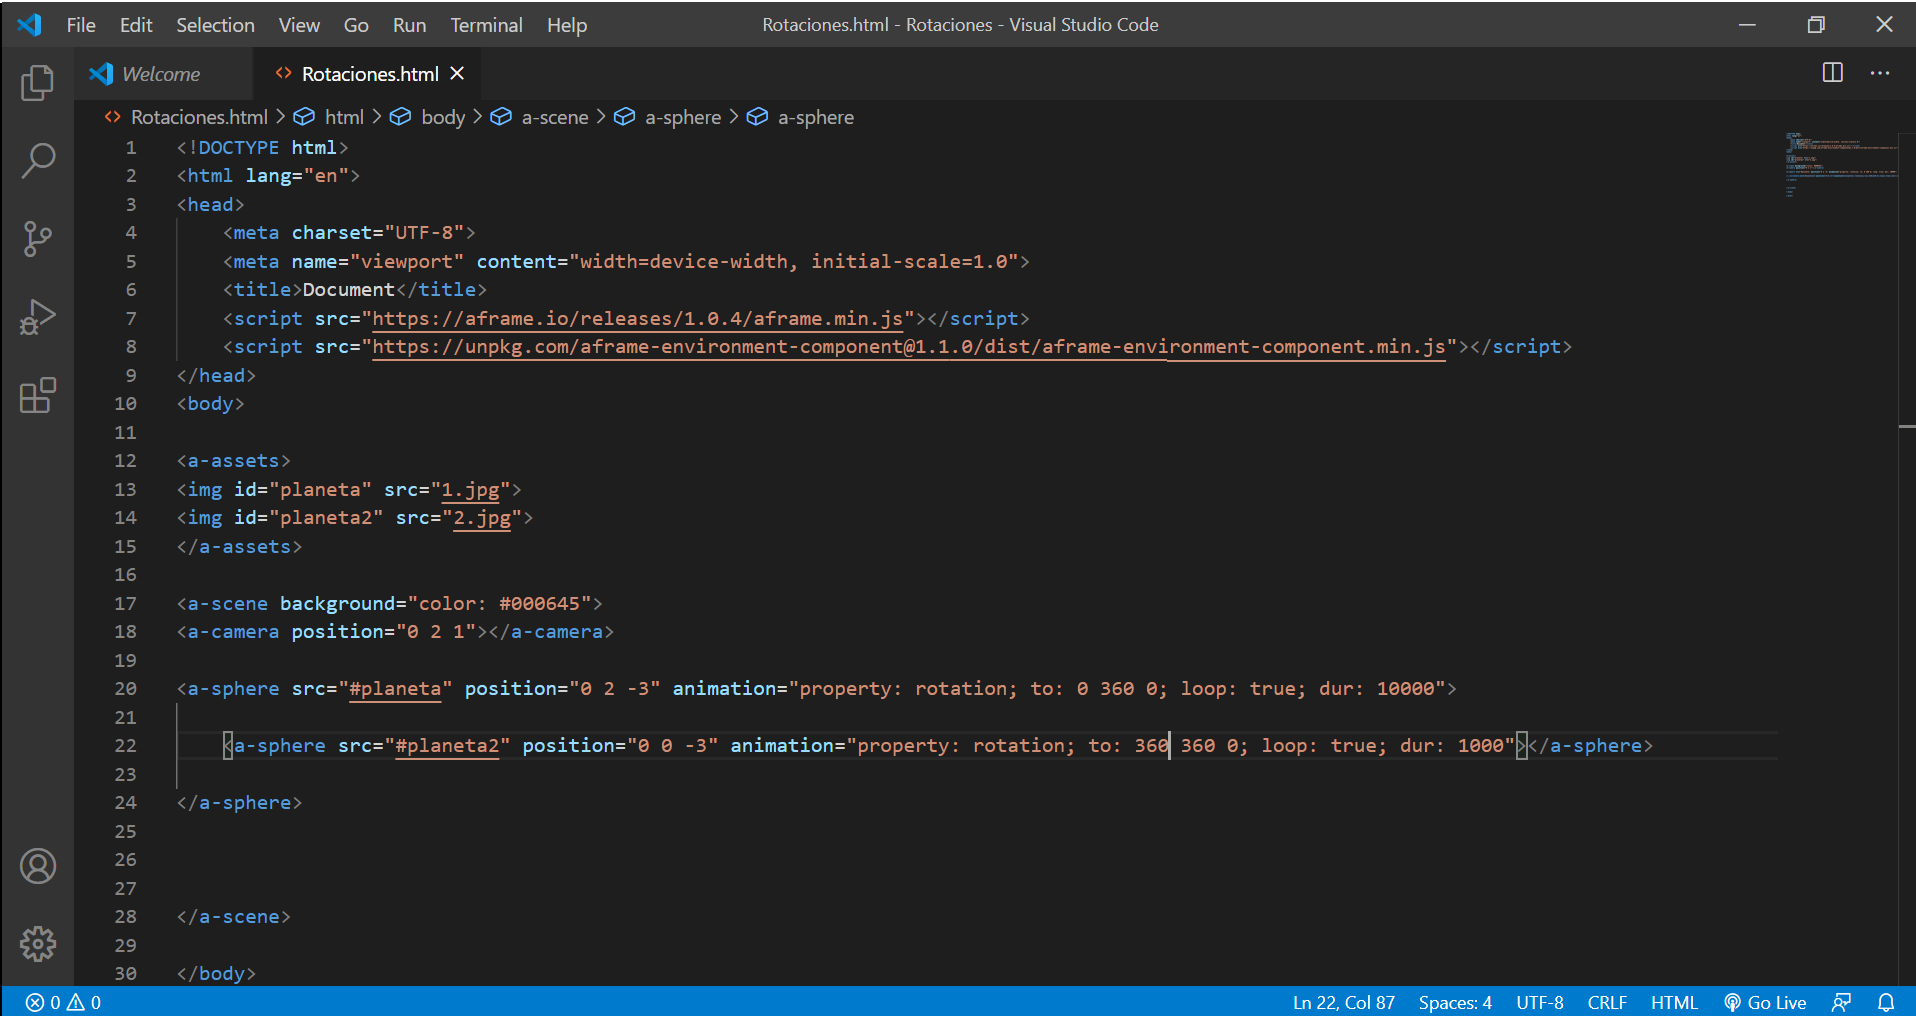 File Edit Selection View Go Run Terminal Help Rotaciones.html - Rotaciones - Visual Studio Code
Welcome Rotaciones.html
Rotaciones.html > html > body > a-scene > a-sphere > a-sphere
1 <!DOCTYPE html>
2 <html lang="en">
3 <head>
4     <meta charset="UTF-8">
5     <meta name="viewport" content="width=device-width, initial-scale=1.0">
6     <title>Document</title>
7     <script src="https://aframe.io/releases/1.0.4/aframe.min.js"></script>
8     <script src="https://unpkg.com/aframe-environment-component@1.1.0/dist/aframe-environment-component.min.js"></script>
9 </head>
10 <body>
11
12 <a-assets>
13 <img id="planeta" src="1.jpg">
14 <img id="planeta2" src="2.jpg">
15 </a-assets>
16
17 <a-scene background="color: #000645">
18 <a-camera position="0 2 1"></a-camera>
19
20 <a-sphere src="#planeta" position="0 2 -3" animation="property: rotation; to: 0 360 0; loop: true; dur: 10000">
21
22     <a-sphere src="#planeta2" position="0 0 -3" animation="property: rotation; to: 360 360 0; loop: true; dur: 1000"></a-sphere>
23
24 </a-sphere>
25
26
27
28 </a-scene>
29
30 </body>
0 0 Ln 22, Col 87 Spaces: 4 UTF-8 CRLF HTML Go Live